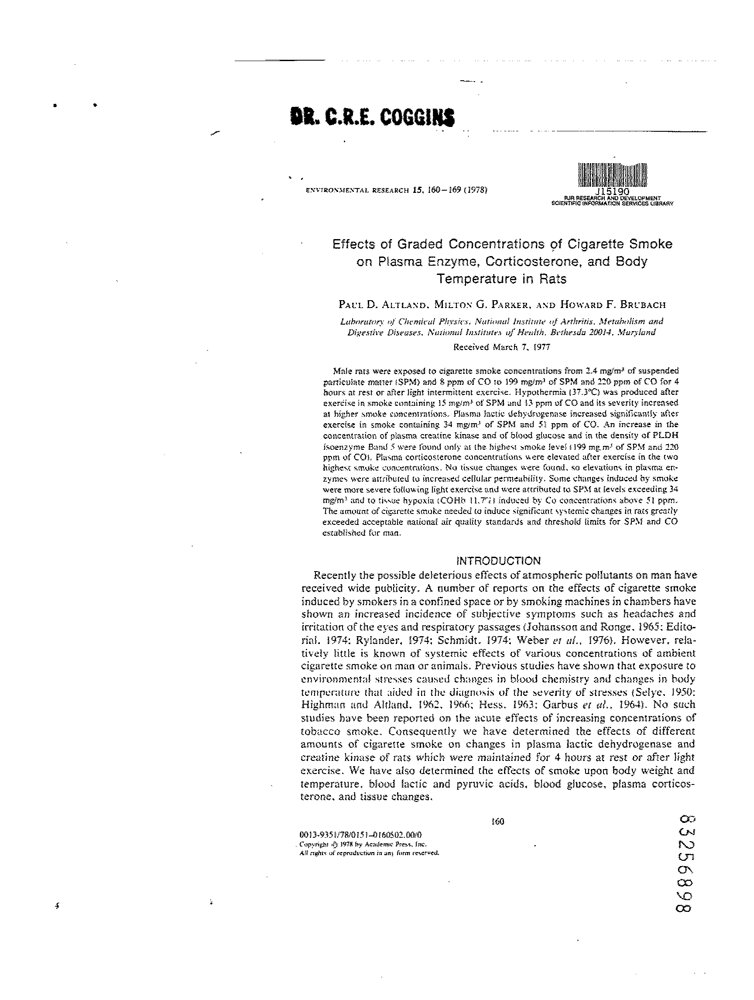 DR. C.R.E. COGGINS
ENVIRONMENTAL RESEARCH 15, 160–169 (1978)
J15190
RJR RESEARCH AND DEVELOPMENT
SCIENTIFIC INFORMATION SERVICES LIBRARY
Effects of Graded Concentrations of Cigarette Smoke
on Plasma Enzyme, Corticosterone, and Body
Temperature in Rats
PAUL D. ALTLAND, MILTON G. PARKER, AND HOWARD F. BRUBACH
Laboratory of Chemical Physics, National Institute of Arthritis, Metabolism and
Digestive Diseases, National Institutes of Health, Bethesda 20014, Maryland
Received March 7, 1977
Male rats were exposed to cigarette smoke concentrations from 2.4 mg/m³ of suspended
particulate matter (SPM) and 8 ppm of CO to 199 mg/m³ of SPM and 220 ppm of CO for 4
hours at rest or after light intermittent exercise. Hypothermia (37.3°C) was produced after
exercise in smoke containing 15 mg/m³ of SPM and 13 ppm of CO and its severity increased
at higher smoke concentrations. Plasma lactic dehydrogenase increased significantly after
exercise in smoke containing 34 mg/m³ of SPM and 51 ppm of CO. An increase in the
concentration of plasma creatine kinase and of blood glucose and in the density of PLDH
isoenzyme Band 5 were found only at the highest smoke level (199 mg/m³ of SPM and 220
ppm of CO). Plasma corticosterone concentrations were elevated after exercise in the two
highest smoke concentrations. No tissue changes were found, so elevations in plasma en-
zymes were attributed to increased cellular permeability. Some changes induced by smoke
were more severe following light exercise and were attributed to SPM at levels exceeding 34
mg/m³ and to tissue hypoxia (COHb 11.7%) induced by Co concentrations above 51 ppm.
The amount of cigarette smoke needed to induce significant systemic changes in rats greatly
exceeded acceptable national air quality standards and threshold limits for SPM and CO
established for man.
INTRODUCTION
Recently the possible deleterious effects of atmospheric pollutants on man have
received wide publicity. A number of reports on the effects of cigarette smoke
induced by smokers in a confined space or by smoking machines in chambers have
shown an increased incidence of subjective symptoms such as headaches and
irritation of the eyes and respiratory passages (Johansson and Ronge, 1965; Edito-
rial, 1974; Rylander, 1974; Schmidt, 1974; Weber et al., 1976). However, rela-
tively little is known of systemic effects of various concentrations of ambient
cigarette smoke on man or animals. Previous studies have shown that exposure to
environmental stresses caused changes in blood chemistry and changes in body
temperature that aided in the diagnosis of the severity of stresses (Selye, 1950;
Highman and Altland, 1962, 1966; Hess, 1963; Garbus et al., 1964). No such
studies have been reported on the acute effects of increasing concentrations of
tobacco smoke. Consequently we have determined the effects of different
amounts of cigarette smoke on changes in plasma lactic dehydrogenase and
creatine kinase of rats which were maintained for 4 hours at rest or after light
exercise. We have also determined the effects of smoke upon body weight and
temperature, blood lactic and pyruvic acids, blood glucose, plasma corticos-
terone, and tissue changes.
160
0013-9351/78/0151-0160$02.00/0
Copyright © 1978 by Academic Press, Inc.
All rights of reproduction in any form reserved.
83256898